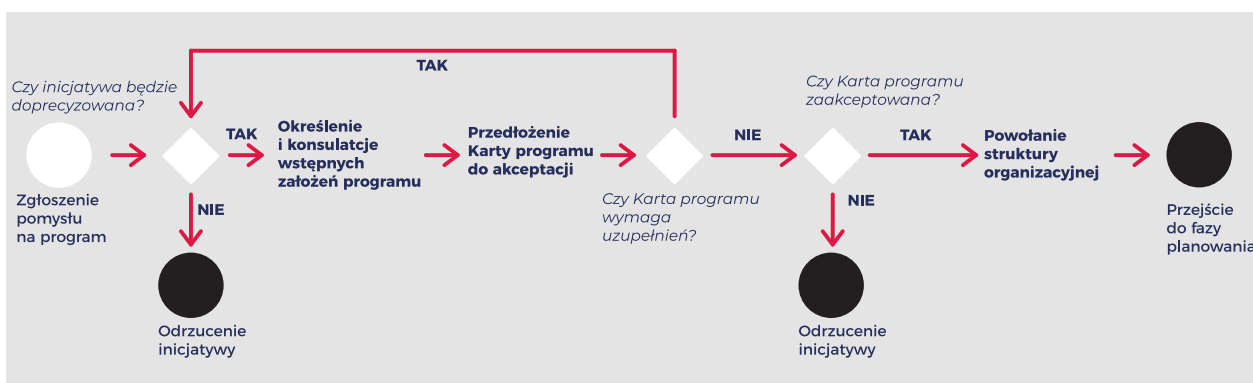 TAK
Czy inicjatywa będzie
doprecyzowana?
Czy Karta programu
zaakceptowana?
TAK
Określenie
i konsulatcje
wstępnych
założeń programu
Przedłożenie
Karty programu
do akceptacji
NIE
TAK
Powołanie
struktury
organizacyjnej
Zgłoszenie
pomysłu
na program
NIE
Czy Karta programu
wymaga
uzupełnień?
NIE
Przejście
do fazy
planowania
Odrzucenie
inicjatywy
Odrzucenie
inicjatywy